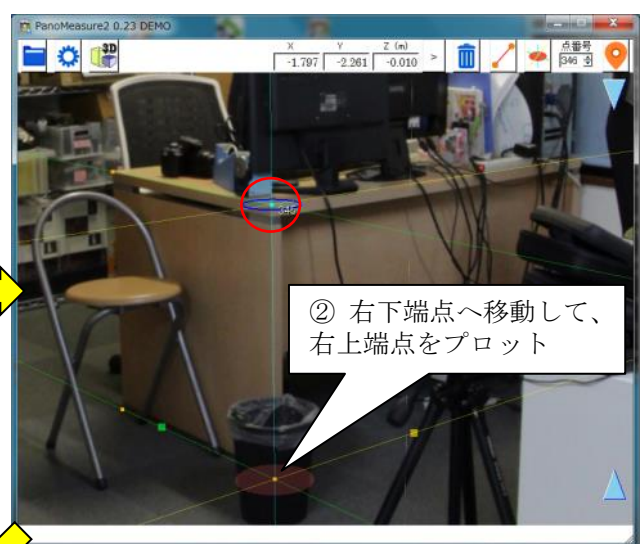 PanoMeasure2 0.23 DEMO
3D
X Y Z (m)
-1.797 -2.261 -0.010 >
点番号
346
346
② 右下端点へ移動して、
右上端点をプロット